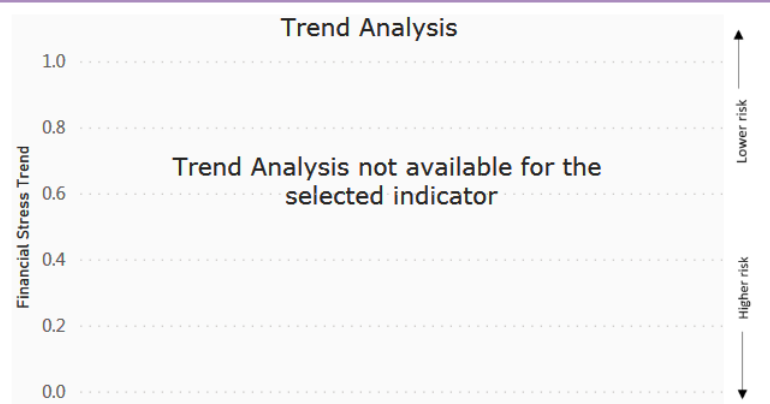 Trend Analysis
1.0
0.8
0.6
0.4
0.2
0.0
Financial Stress Trend
Trend Analysis not available for the
selected indicator
Lower risk
Higher risk